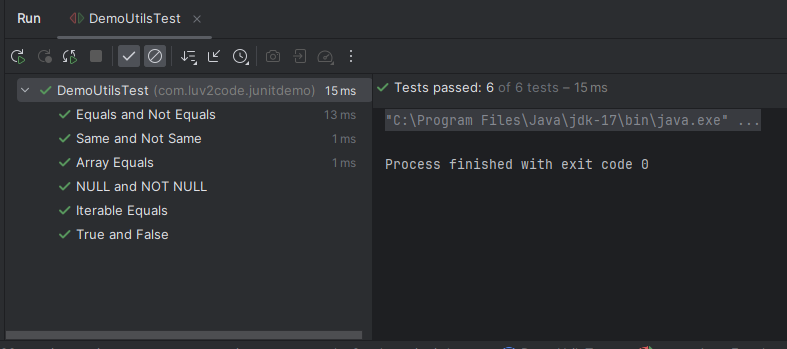 Run DemoUtilsTest
DemoUtilsTest (com.luv2code.junitdemo) 15 ms
Equals and Not Equals 13 ms
Same and Not Same 1 ms
Array Equals 1 ms
NULL and NOT NULL
Iterable Equals
True and False
Tests passed: 6 of 6 tests – 15 ms
"C:\Program Files\Java\jdk-17\bin\java.exe" ...
Process finished with exit code 0